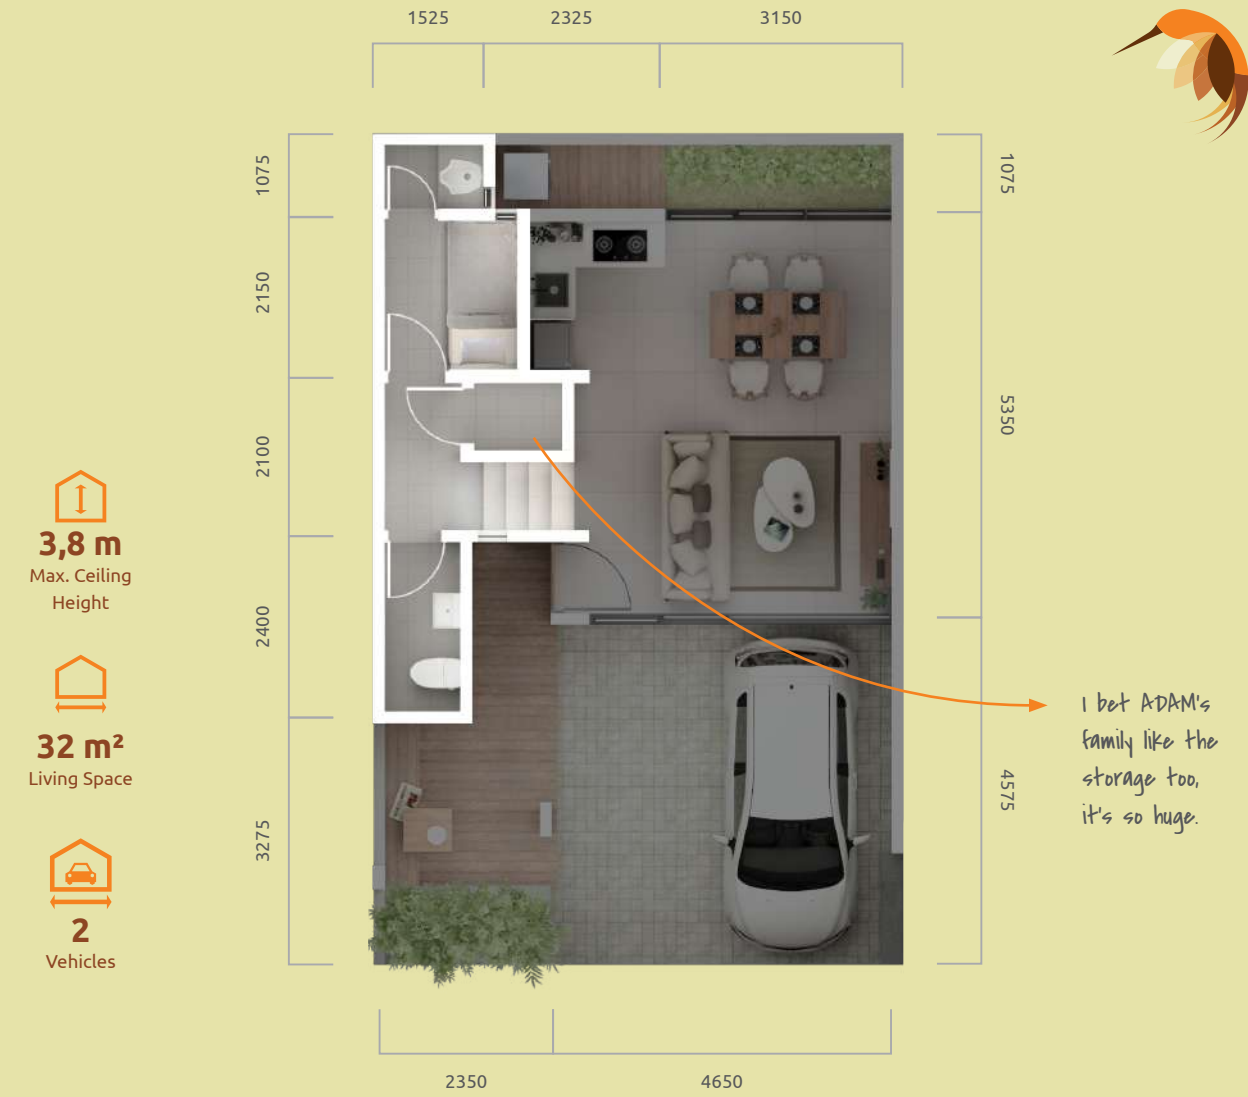 1525
2325
3150
1075
2150
2100
2400
3275
1075
5350
4575
3,8 m
Max. Ceiling
Height
32 m²
Living Space
2
Vehicles
I bet ADAM's
family like the
storage too,
it's so huge.
2350
4650